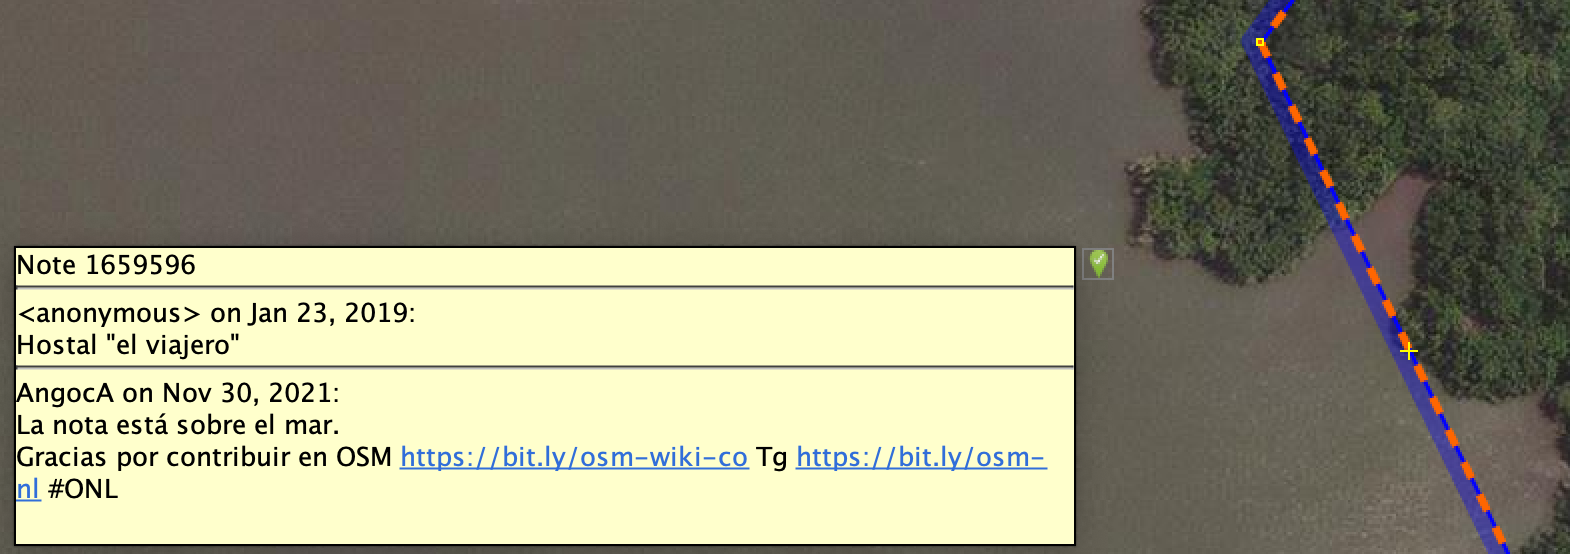 Note 1659596
<anonymous> on Jan 23, 2019:
Hostal "el viajero"
AngocA on Nov 30, 2021:
La nota está sobre el mar.
Gracias por contribuir en OSM https://bit.ly/osm-wiki-co Tg https://bit.ly/osm-
nl #ONL